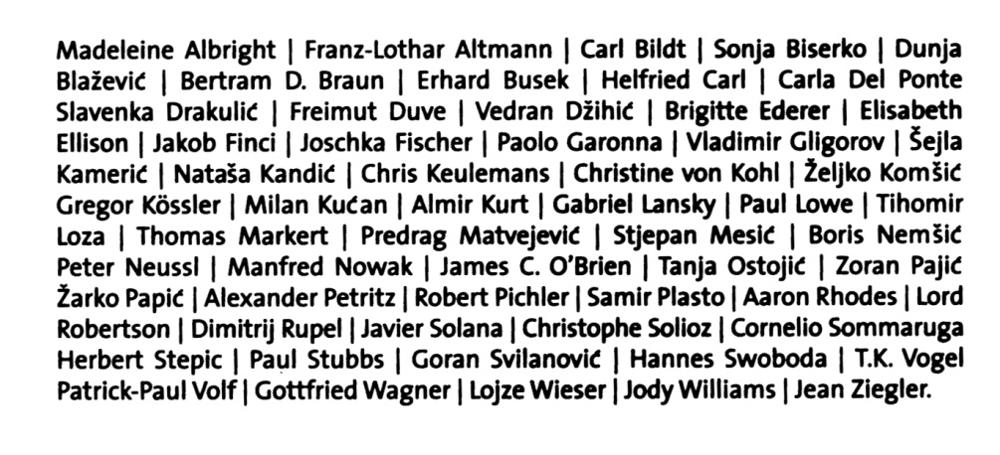 Madeleine Albright | Franz-Lothar Altmann | Carl Bildt | Sonja Biserko | Dunja
Blažević | Bertram D. Braun | Erhard Busek | Helfried Carl | Carla Del Ponte
Slavenka Drakulić | Freimut Duve | Vedran Džihić | Brigitte Ederer | Elisabeth
Ellison | Jakob Finci | Joschka Fischer | Paolo Garonna | Vladimir Gligorov | Šejla
Kamerić | Nataša Kandić | Chris Keulemans | Christine von Kohl | Željko Komšić
Gregor Kössler | Milan Kućan | Almir Kurt | Gabriel Lansky | Paul Lowe | Tihomir
Loza | Thomas Markert | Predrag Matvejević | Stjepan Mesić | Boris Nemšić
Peter Neussl | Manfred Nowak | James C. O’Brien | Tanja Ostojić | Zoran Pajić
Žarko Papić | Alexander Petritz | Robert Pichler | Samir Plasto | Aaron Rhodes | Lord
Robertson | Dimitrij Rupel | Javier Solana | Christophe Solioz | Cornelio Sommaruga
Herbert Stepic | Paul Stubbs | Goran Svilanović | Hannes Swoboda | T.K. Vogel
Patrick-Paul Volf | Gottfried Wagner | Lojze Wieser | Jody Williams | Jean Ziegler.